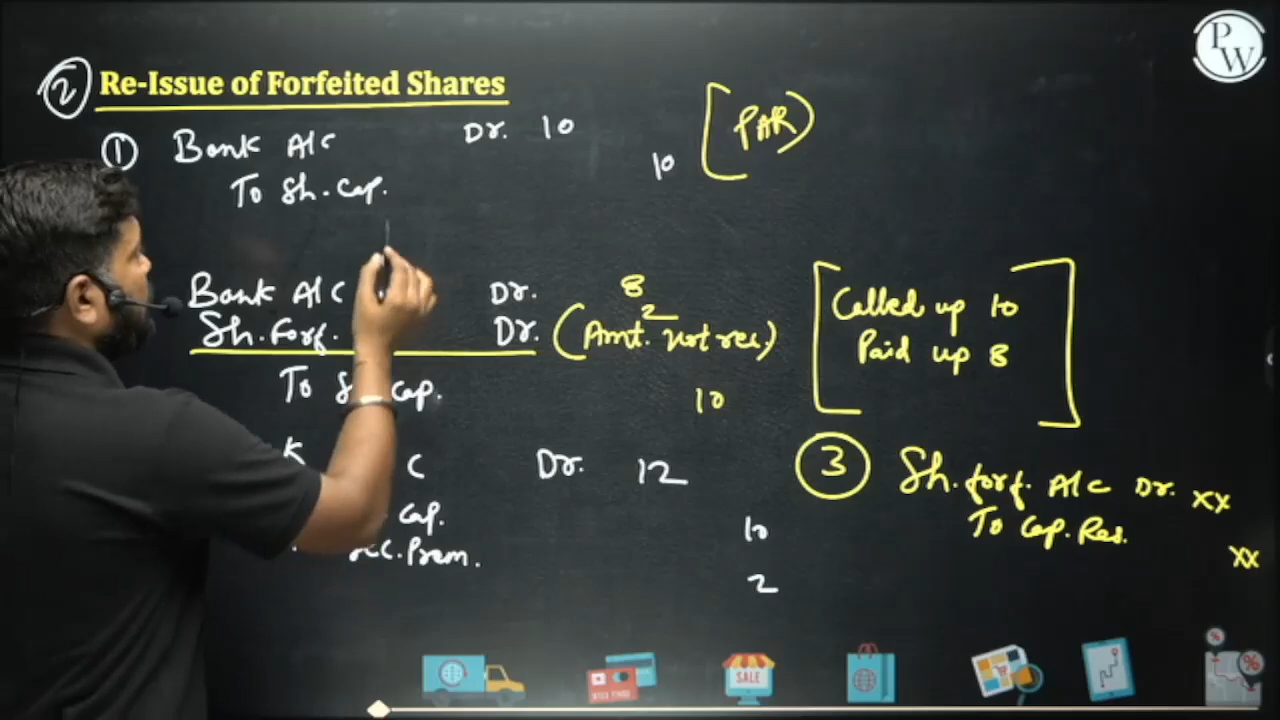 PW
② Re-Issue of Forfeited Shares
① Bank A/c Dr. 10
To Sh. Cap. 10
[PAR]
Bank A/c Dr. 8
Sh. Forf. Dr. (Amt. not rec.) 2
To Cap. 10
Called up 10
Paid up 8
K C Dr. 12
Cap. 10
Prem. 2
③ Sh. forf. A/c Dr. xx
To Cap. Res. xx
SALE
% %